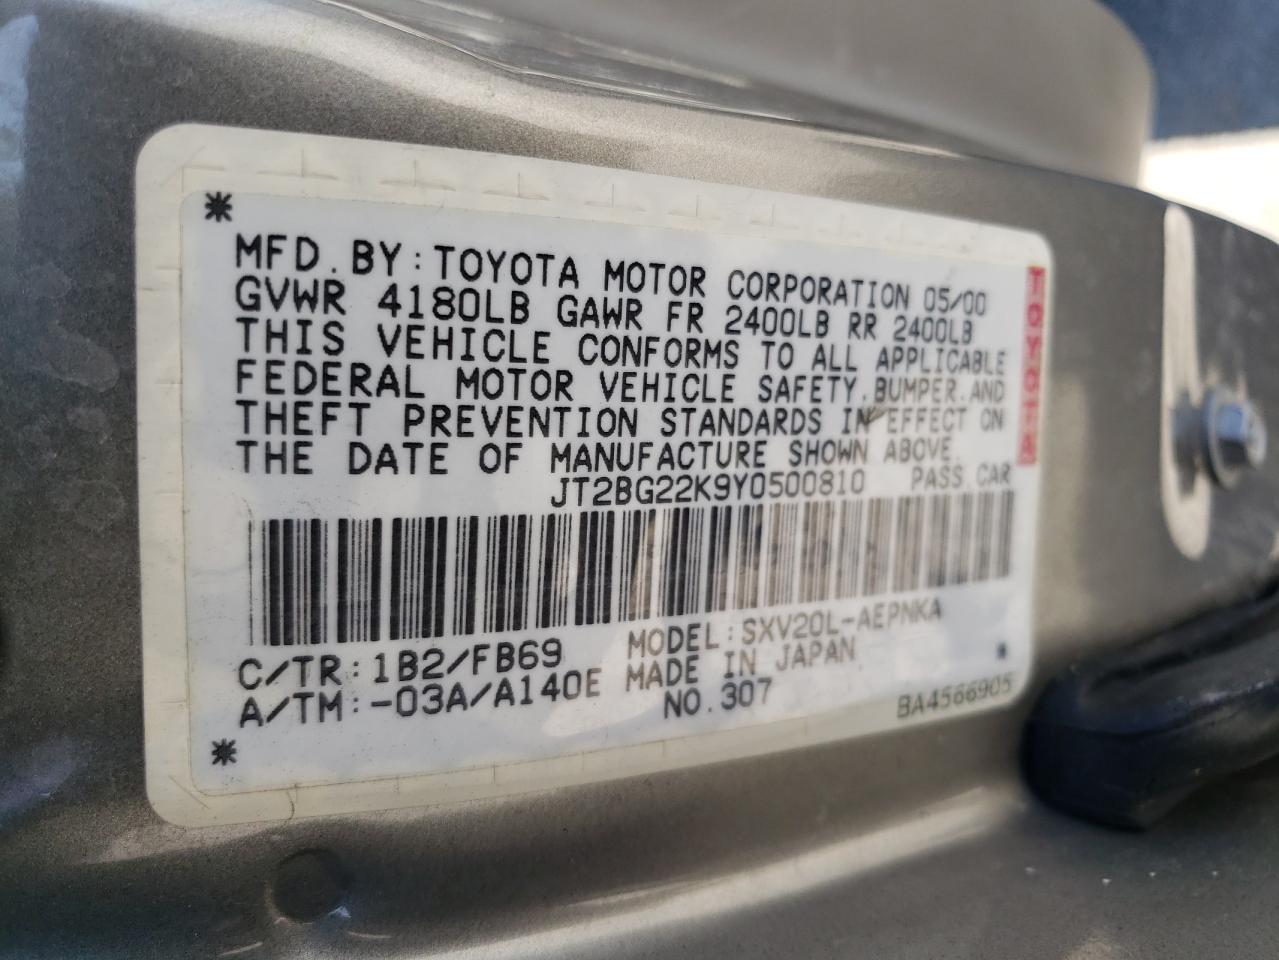 MFD. BY: TOYOTA MOTOR CORPORATION 05/00
GVWR 4180LB GAWR FR 2400LB RR 2400LB
THIS VEHICLE CONFORMS TO ALL APPLICABLE
FEDERAL MOTOR VEHICLE SAFETY, BUMPER, AND
THEFT PREVENTION STANDARDS IN EFFECT ON
THE DATE OF MANUFACTURE SHOWN ABOVE.
JT2BG22K9Y0500810 PASS. CAR
C/TR: 1B2/FB69 MODEL: SXV20L-AEPNKA
A/TM: -03A/A140E MADE IN JAPAN
NO. 307
BA4566905
TOYOTA